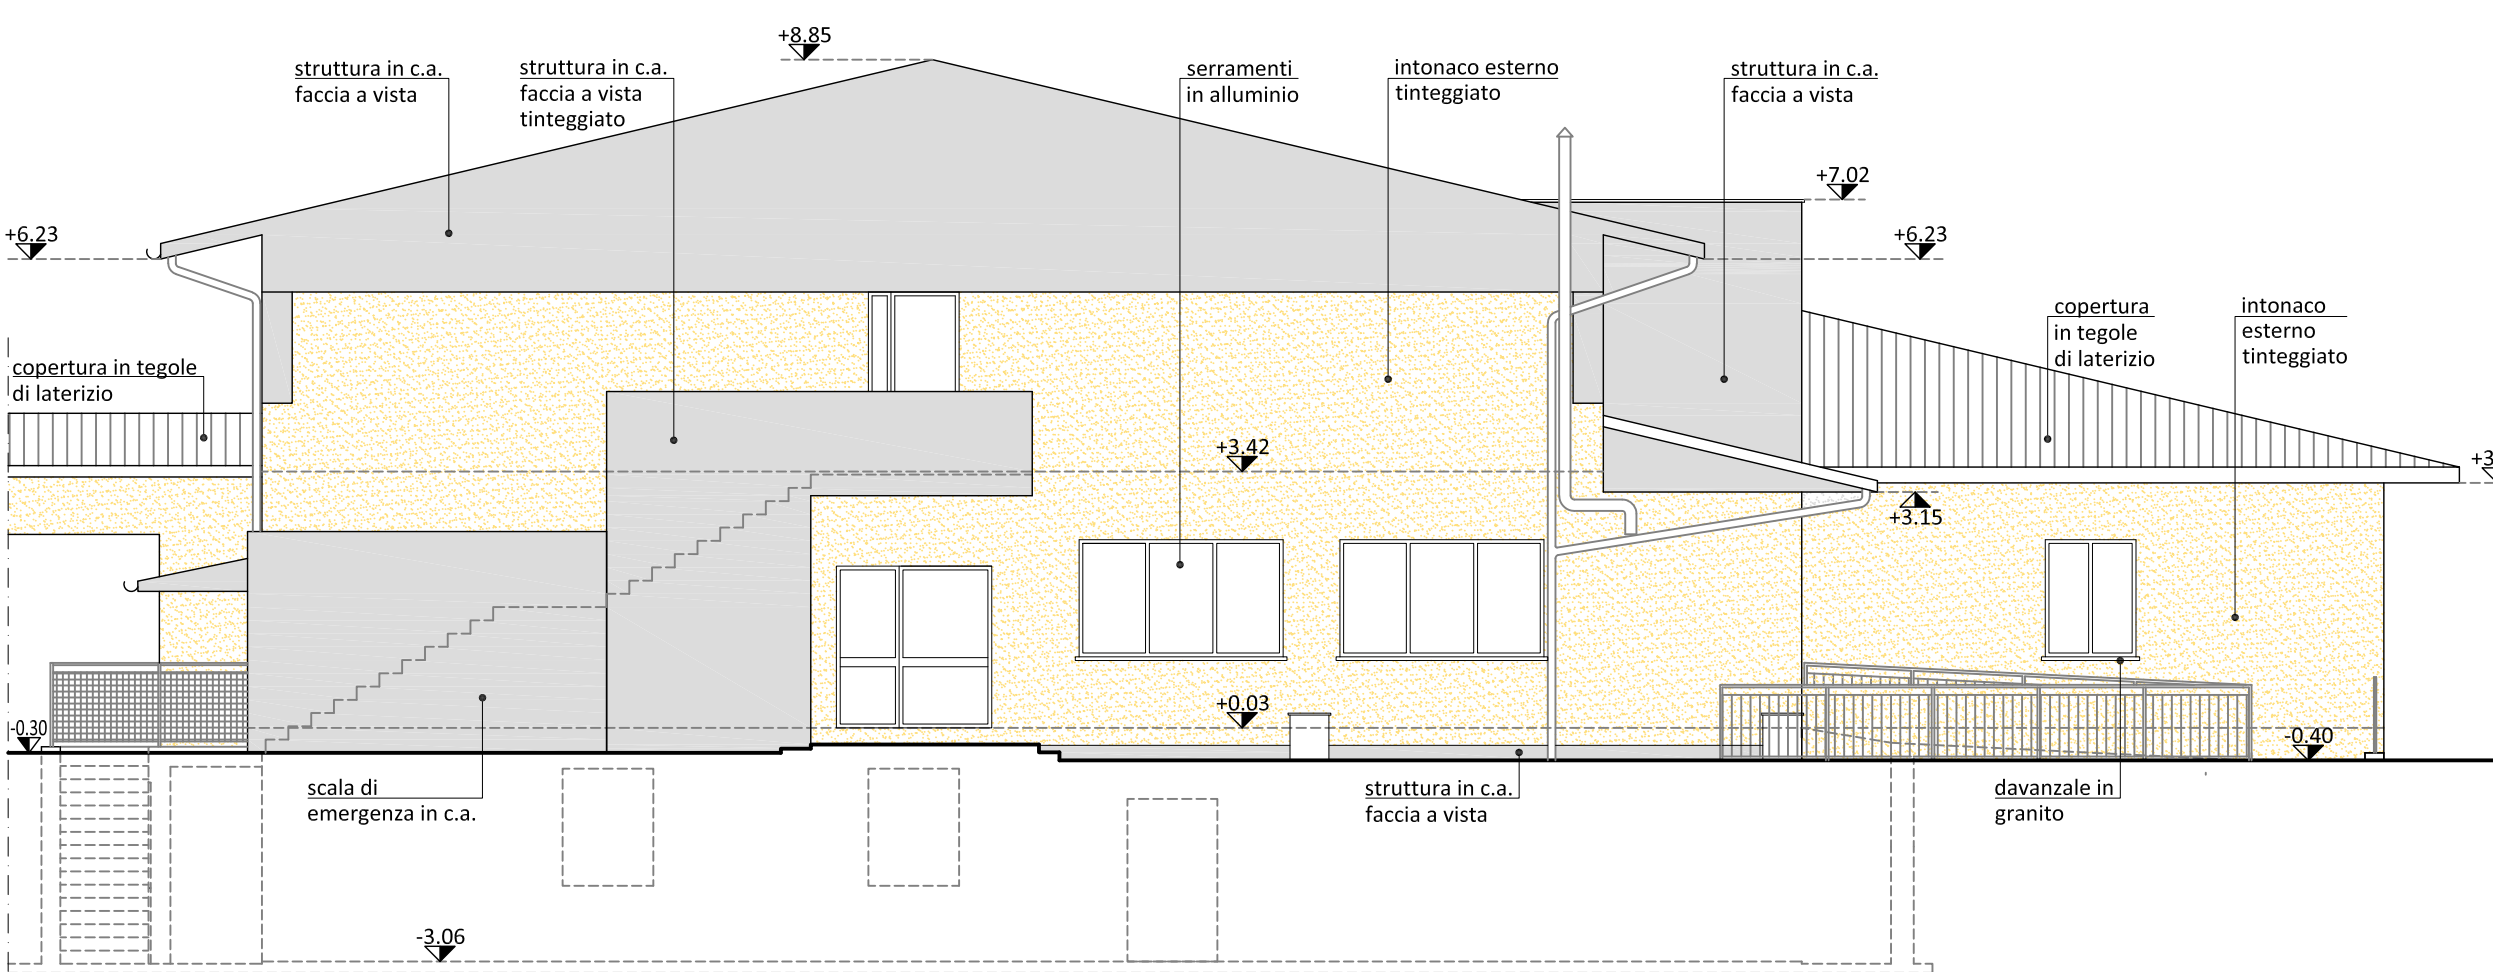 +8.85
struttura in c.a.
faccia a vista
struttura in c.a.
faccia a vista
tinteggiato
serramenti
in alluminio
intonaco esterno
tinteggiato
struttura in c.a.
faccia a vista
+7.02
+6.23
+6.23
copertura
in tegole
di laterizio
intonaco
esterno
tinteggiato
copertura in tegole
di laterizio
+3.42
+3
+3.15
+0.03
-0.30
-0.40
scala di
emergenza in c.a.
struttura in c.a.
faccia a vista
davanzale in
granito
-3.06